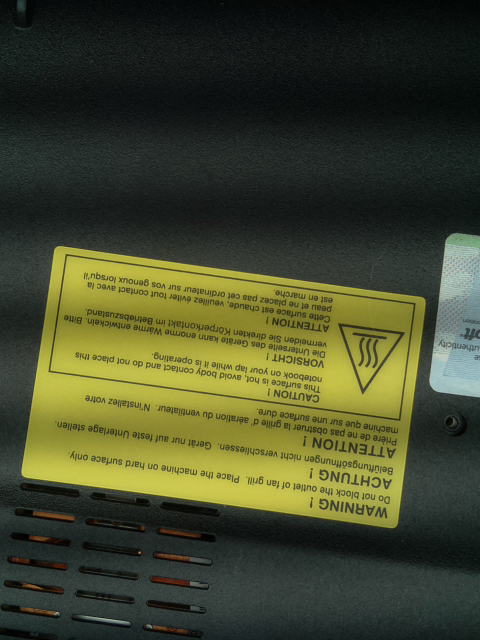 WARNING !
Do not block the outlet of fan grill. Place the machine on hard surface only.
ACHTUNG !
Belüftungsöffnungen nicht verschliessen. Gerät nur auf feste Unterlage stellen.
ATTENTION !
Prière de ne pas obstruer la grille d'aération du ventilateur. N'installez votre
machine que sur une surface dure.
CAUTION !
This surface is hot, avoid body contact and do not place this
notebook on your lap while it is operating.
VORSICHT !
Die Unterseite des Gerätes kann enorme Wärme entwickeln. Bitte
vermeiden Sie direkten Körperkontakt im Betriebszustand.
ATTENTION !
Cette surface est chaude, veuillez éviter tout contact avec la
peau et ne placez pas cet ordinateur sur vos genoux lorsqu'il
est en marche.